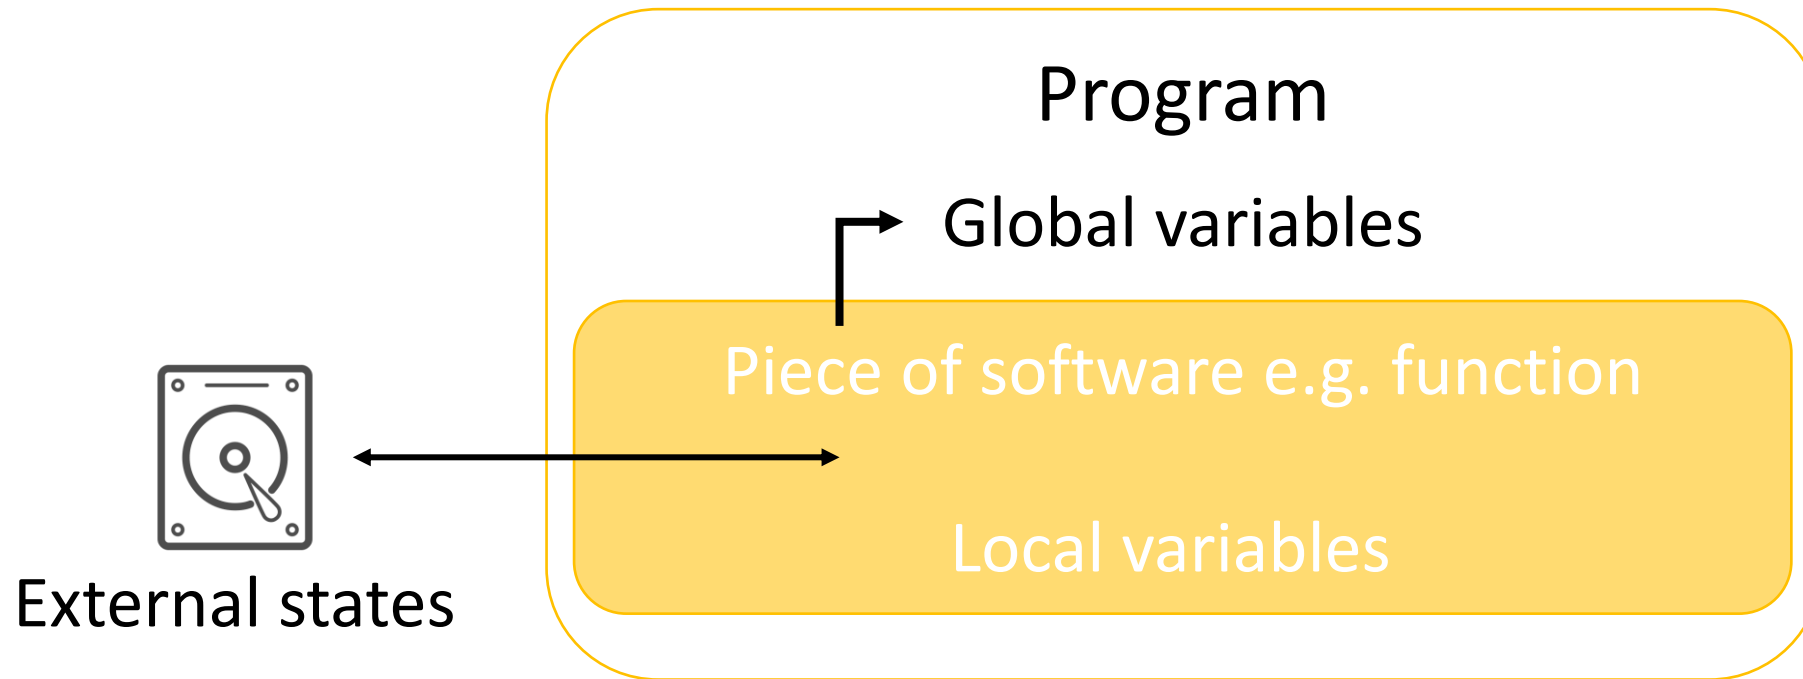 Program
Global variables
Piece of software e.g. function
Local variables
External states